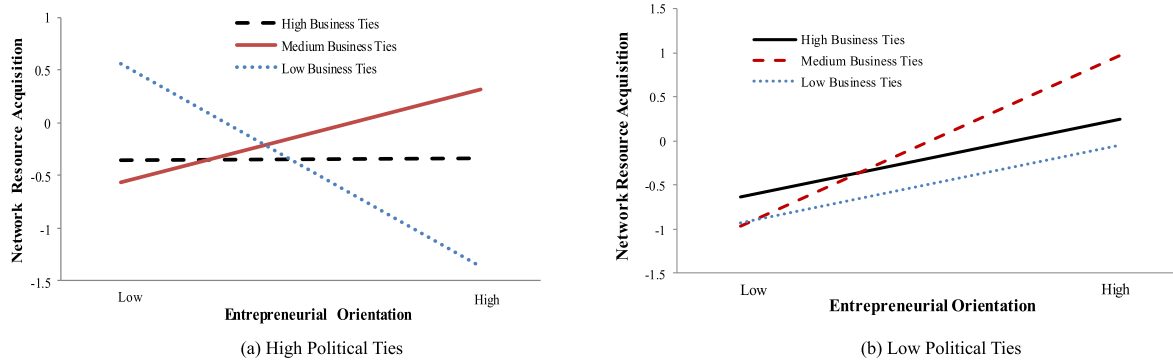 1
0.5
0
-0.5
-1
-1.5
Network Resource Acquisition
High Business Ties
Medium Business Ties
Low Business Ties
Low
High
Entrepreneurial Orientation
(a) High Political Ties
1.5
1
0.5
0
-0.5
-1
-1.5
Network Resource Acquisition
High Business Ties
Medium Business Ties
Low Business Ties
Low
High
Entrepreneurial Orientation
(b) Low Political Ties